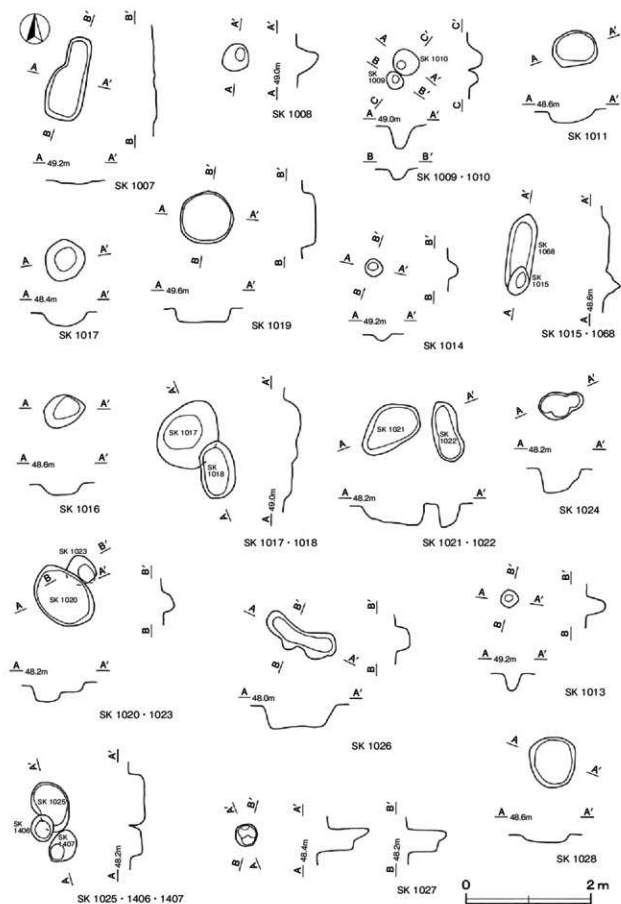 B'
A
A'
B
A 49.2m A'
B'
B
SK 1007
A'
A
A'
A 49.0m
SK 1008
A
C'
B
SK 1010
SK 1009
A'
B'
C
C'
C
A 49.0m A'
B B'
SK 1009・1010
A
A'
A 48.6m A'
SK 1011
A
A'
A 48.4m A'
SK 1017
B'
A
A'
B
B'
B
A 49.6m A'
SK 1019
B'
A
A'
B
B'
B
A 49.2m A'
SK 1014
A'
SK 1068
SK 1015
A
A'
A 48.6m
SK 1015・1068
A A'
A 48.6m A'
SK 1016
A'
SK 1017
SK 1018
A
A'
A 49.0m
SK 1017・1018
A'
SK 1021
SK 1022
A
A 48.2m A'
SK 1021・1022
A'
A
A 48.2m A'
SK 1024
SK 1023
B'
B
A'
SK 1020
A
B'
B
A 48.2m A'
SK 1020・1023
A
B'
B
A'
B'
B
A 48.0m A'
SK 1026
B'
A
A'
B
B'
B
A 49.2m A'
SK 1013
A'
SK 1025
SK 1406
SK 1407
A
A'
A 48.2m
SK 1025・1406・1407
A'
B'
B
A
A'
A 48.4m
B'
B 48.2m
SK 1027
A
A'
A 48.6m A'
SK 1028
0 2 m